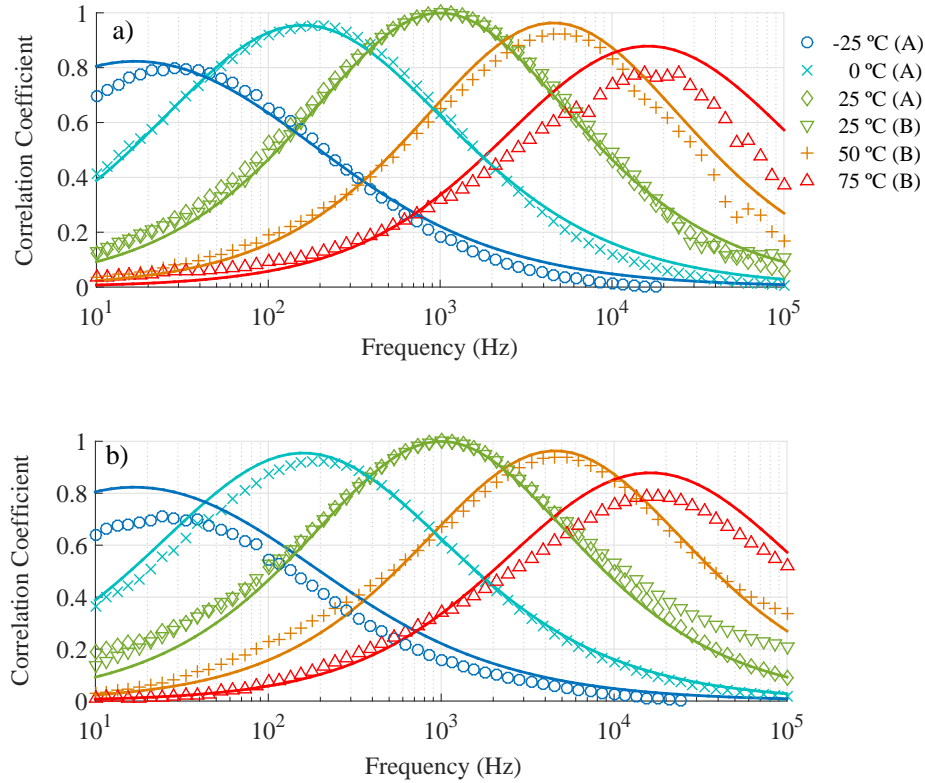 a)
1
0.8
0.6
0.4
0.2
0
Correlation Coefficient
10^1
10^2
10^3
10^4
10^5
Frequency (Hz)
-25 ºC (A)
0 ºC (A)
25 ºC (A)
25 ºC (B)
50 ºC (B)
75 ºC (B)
b)
1
0.8
0.6
0.4
0.2
0
Correlation Coefficient
10^1
10^2
10^3
10^4
10^5
Frequency (Hz)